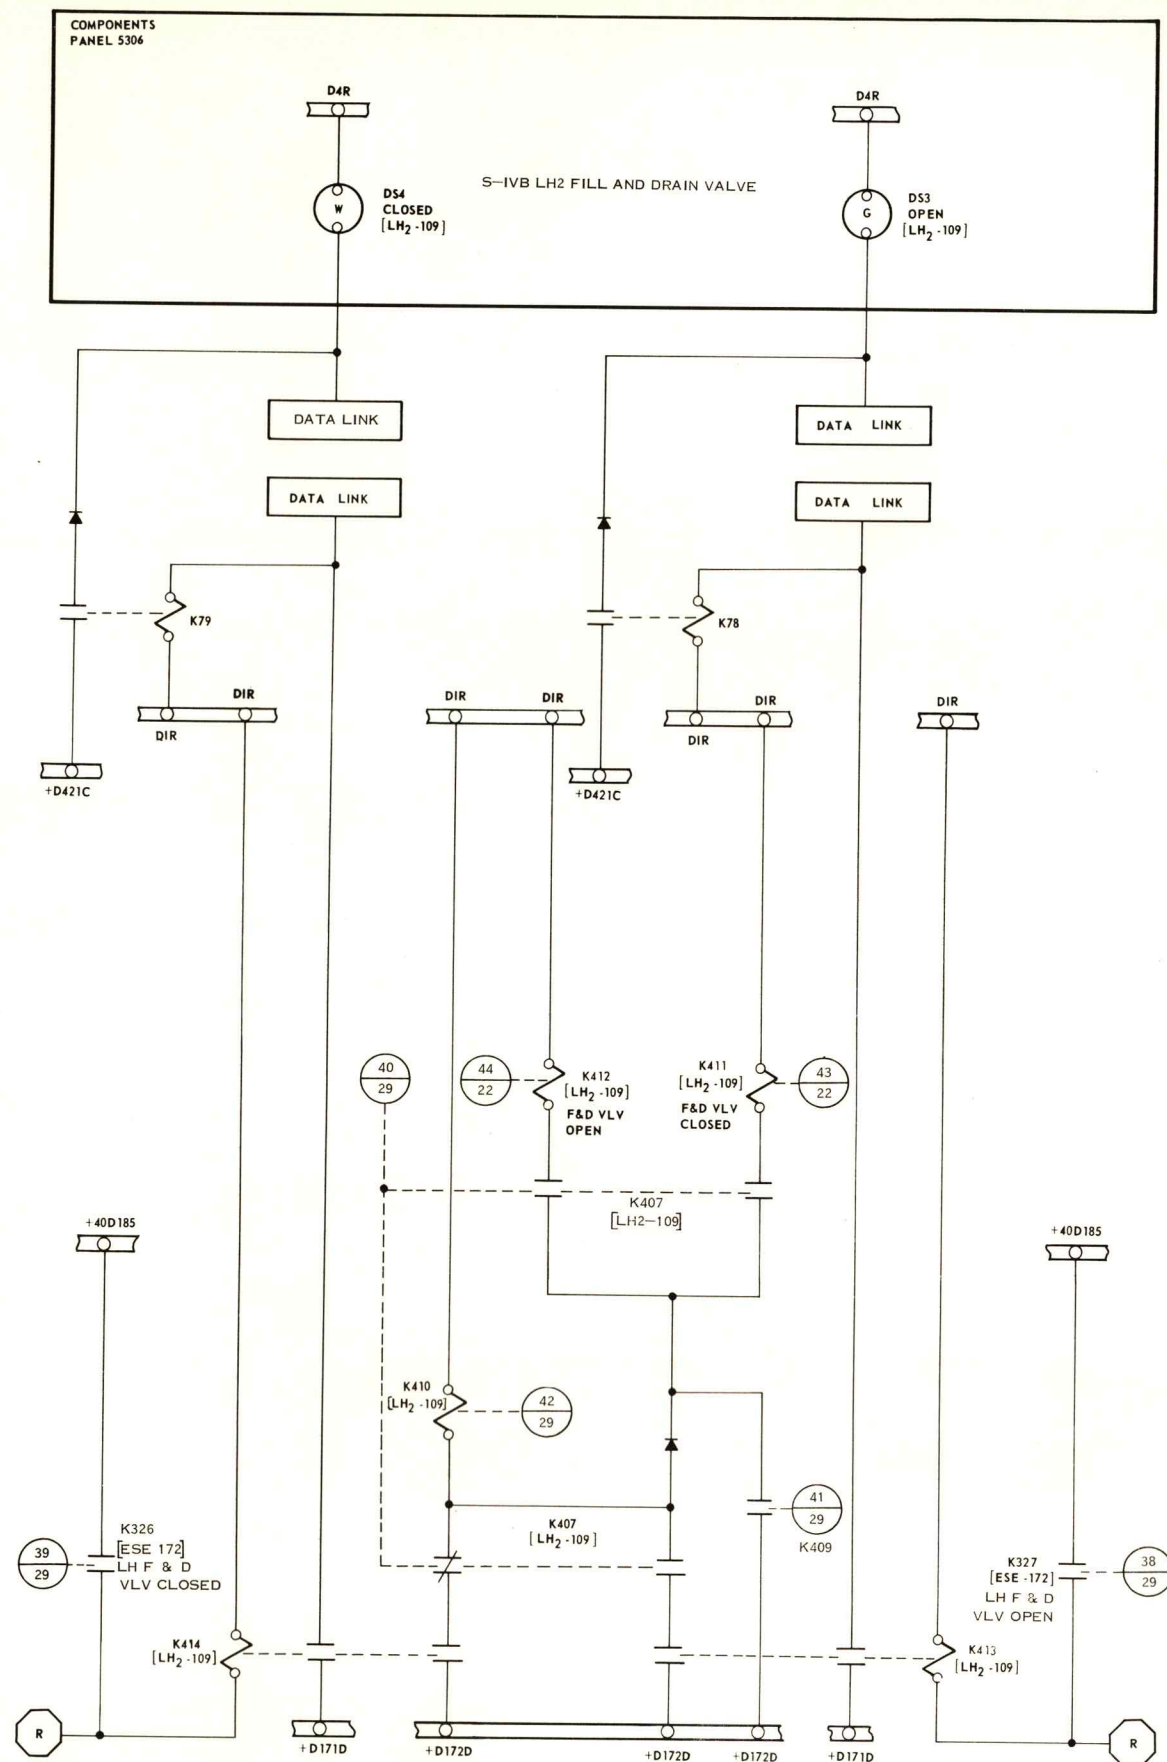 COMPONENTS
PANEL 5306
D4R
D4R
S-IVB LH2 FILL AND DRAIN VALVE
W
DS4
CLOSED
[LH2 -109]
G
DS3
OPEN
[LH2 -109]
DATA LINK
DATA LINK
DATA LINK
DATA LINK
K79
K78
DIR
DIR
DIR
DIR
DIR
DIR
DIR
+D421C
+D421C
40
29
44
22
K412
[LH2 -109]
F&D VLV
OPEN
K411
[LH2 -109]
F&D VLV
CLOSED
43
22
K407
[LH2-109]
+40D185
+40D185
K410
[LH2 -109]
42
29
K407
[LH2 -109]
41
29
K409
39
29
K326
[ESE 172]
LH F & D
VLV CLOSED
K327
[ESE -172]
LH F & D
VLV OPEN
38
29
K414
[LH2 -109]
K413
[LH2 -109]
R
R
+D171D
+D172D
+D172D
+D172D
+D171D